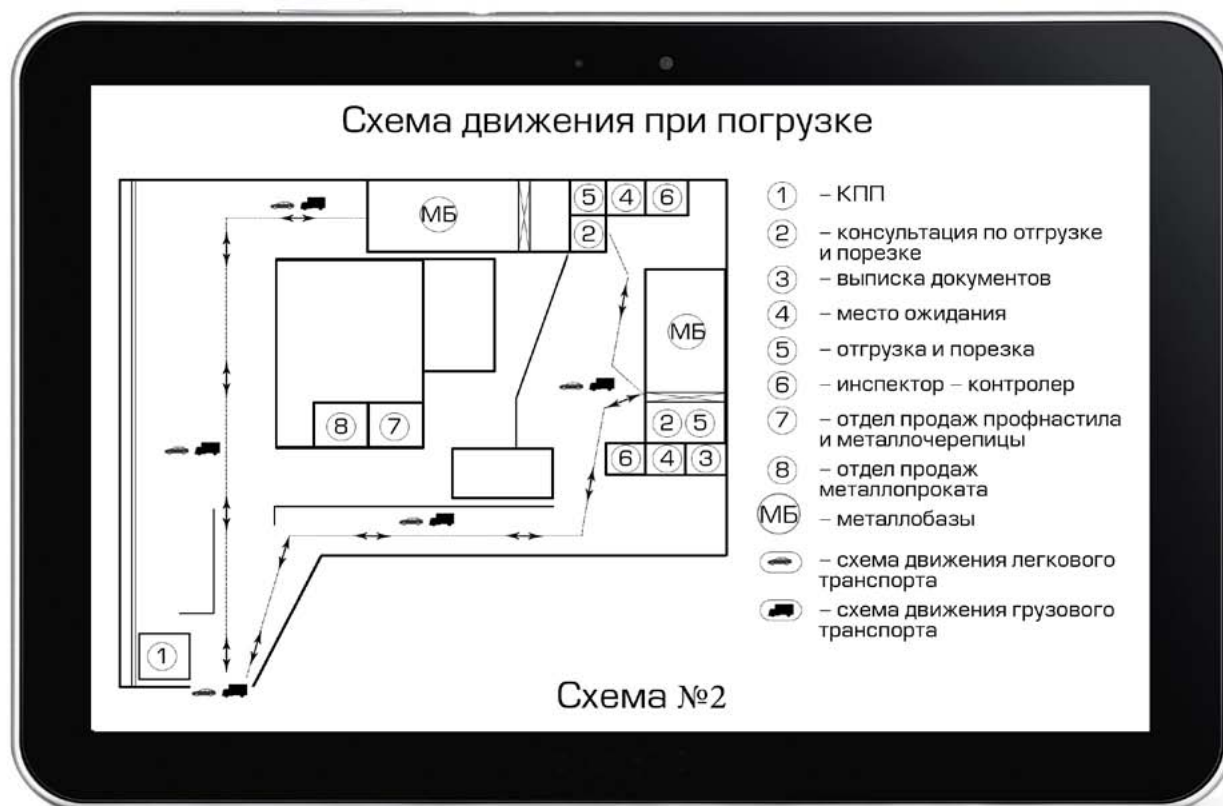 Схема движения при погрузке
МБ
5 4 6
2
МБ
8 7
2 5
6 4 3
1
1 – КПП
2 – консультация по отгрузке
и порезке
3 – выписка документов
4 – место ожидания
5 – отгрузка и порезка
6 – инспектор – контролер
7 – отдел продаж профнастила
и металлочерепицы
8 – отдел продаж
металлопроката
МБ – металлобазы
– схема движения легкового
транспорта
– схема движения грузового
транспорта
Схема №2